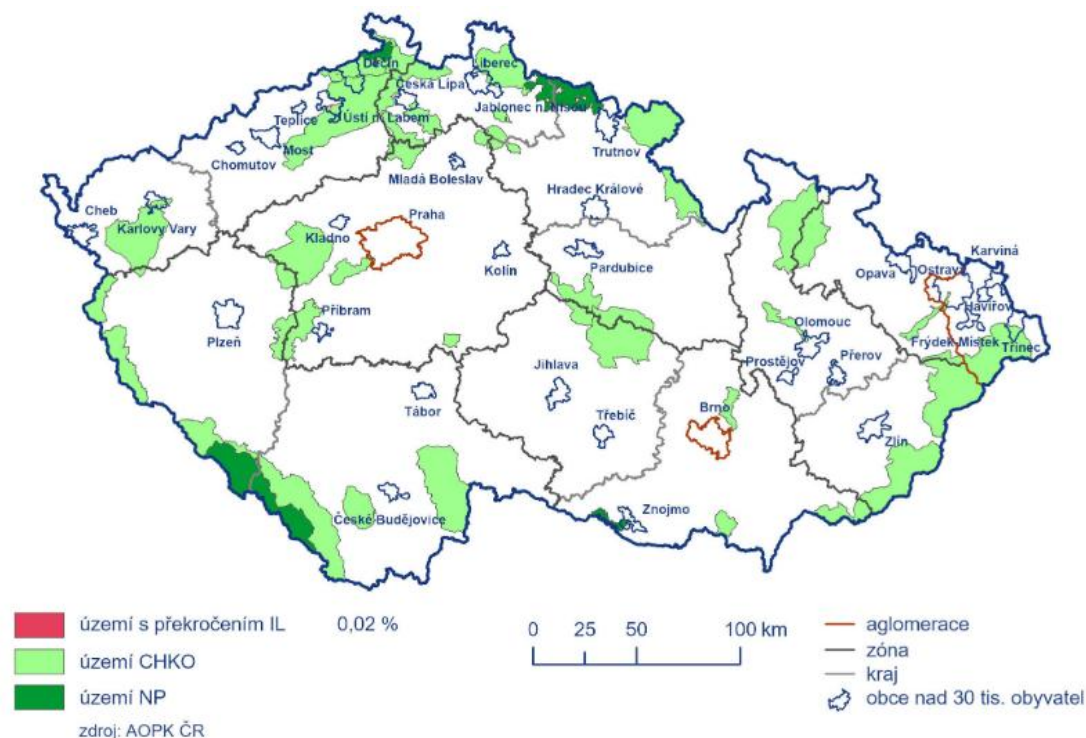 Děčín
Liberec
Česká Lípa
Jablonec n. Nisou
Teplice
Ústí n. Labem
Trutnov
Most
Chomutov
Mladá Boleslav
Hradec Králové
Cheb
Karlovy Vary
Praha
Kladno
Kolín
Pardubice
Karviná
Opava
Ostrava
Havířov
Příbram
Plzeň
Olomouc
Frýdek Místek
Třinec
Prostějov
Přerov
Jihlava
Tábor
Třebíč
Brno
Zlín
České Budějovice
Znojmo
území s překročením IL 0,02 %
území CHKO
území NP
zdroj: AOPK ČR
0 25 50 100 km
aglomerace
zóna
kraj
obce nad 30 tis. obyvatel